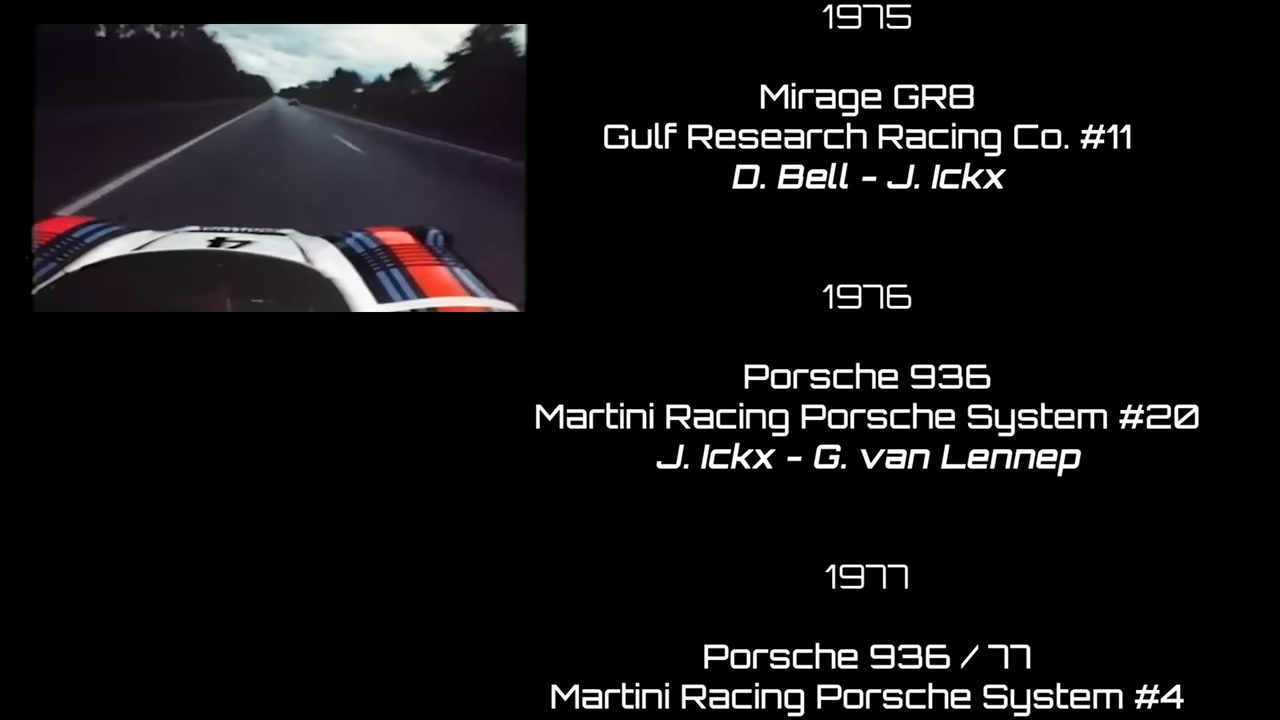 1975
Mirage GR8
Gulf Research Racing Co. #11
D. Bell - J. Ickx
1976
Porsche 936
Martini Racing Porsche System #20
J. Ickx - G. van Lennep
1977
Porsche 936 / 77
Martini Racing Porsche System #4
4